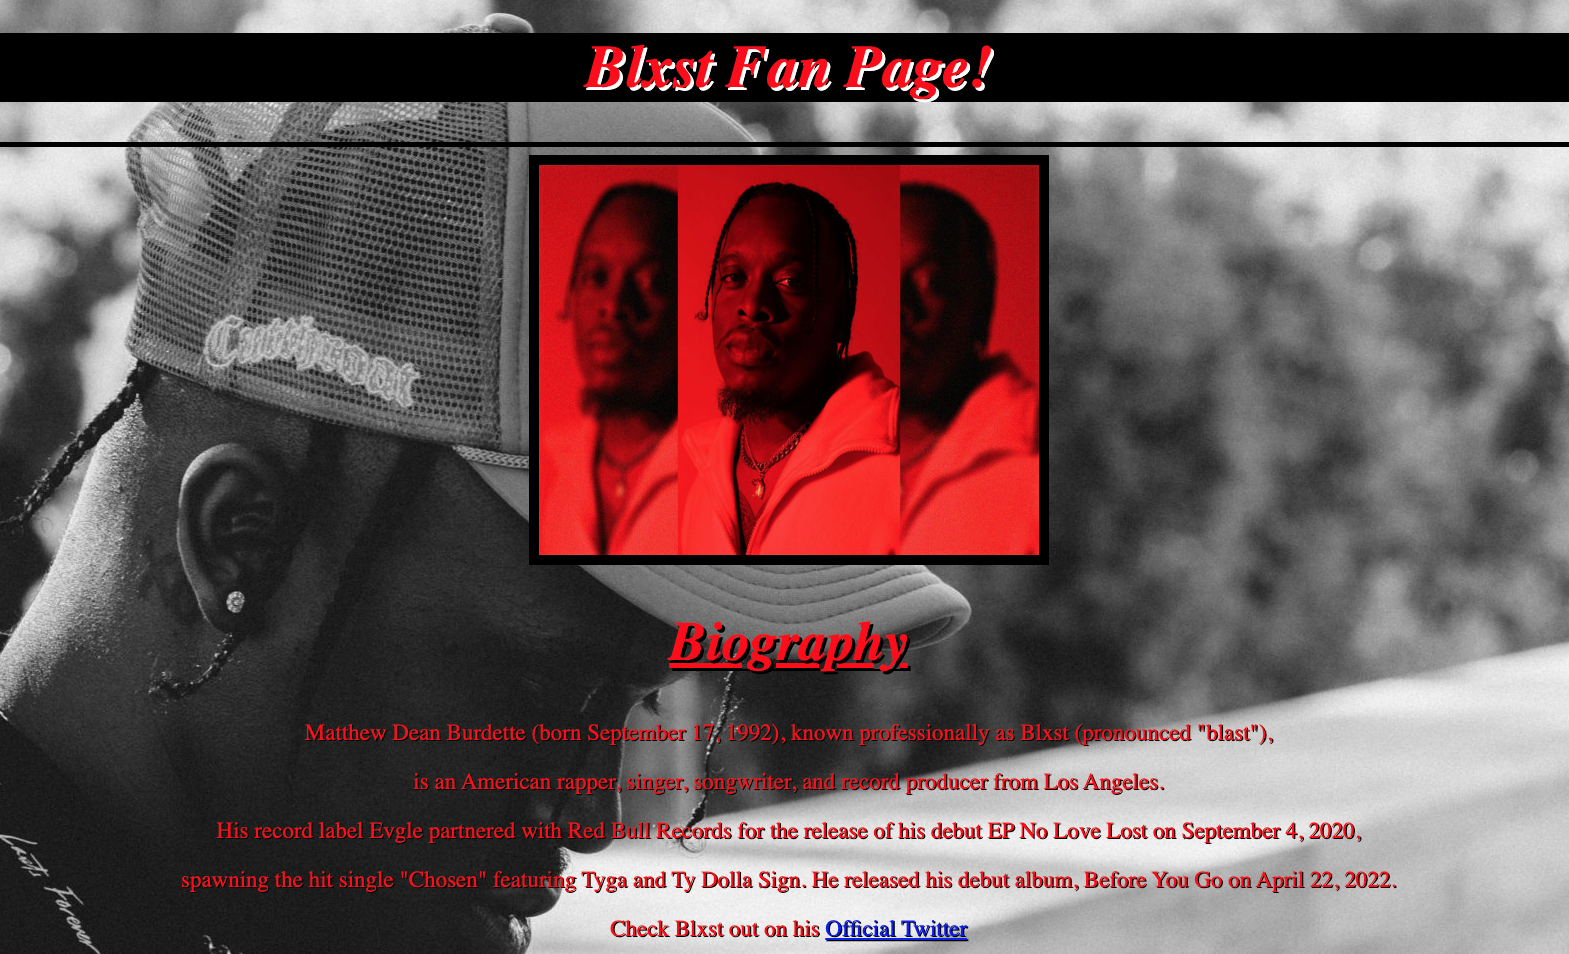 Blxst Fan Page!
Biography
Matthew Dean Burdette (born September 17, 1992), known professionally as Blxst (pronounced "blast"),
is an American rapper, singer, songwriter, and record producer from Los Angeles.
His record label Evgle partnered with Red Bull Records for the release of his debut EP No Love Lost on September 4, 2020,
spawning the hit single "Chosen" featuring Tyga and Ty Dolla Sign. He released his debut album, Before You Go on April 22, 2022.
Check Blxst out on his Official Twitter
Forever